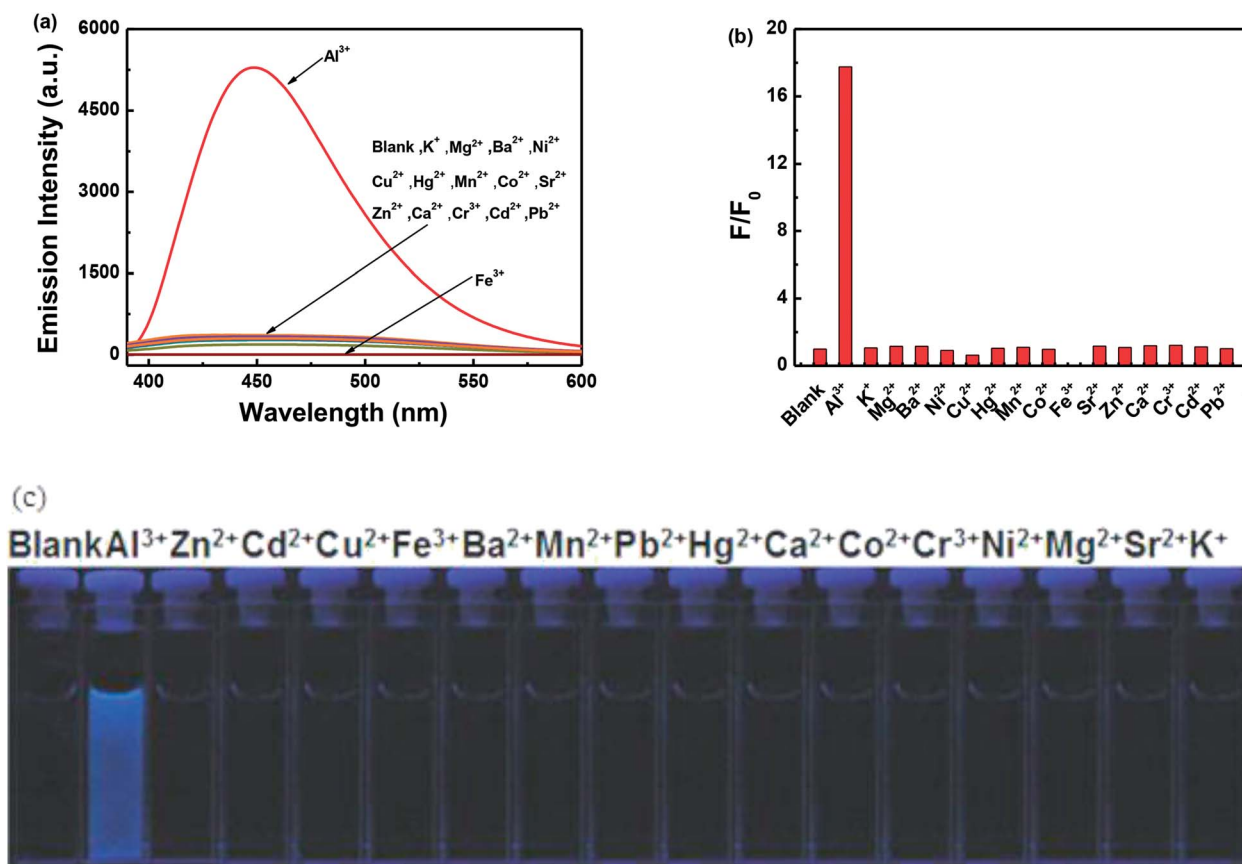 (a)
Emission Intensity (a.u.)
6000
4500
3000
1500
0
400 450 500 550 600
Wavelength (nm)
Al³⁺
Blank ,K⁺ ,Mg²⁺ ,Ba²⁺ ,Ni²⁺
Cu²⁺ ,Hg²⁺ ,Mn²⁺ ,Co²⁺ ,Sr²⁺
Zn²⁺ ,Ca²⁺ ,Cr³⁺ ,Cd²⁺ ,Pb²⁺
Fe³⁺
(b)
F/F₀
20
16
12
8
4
0
Blank Al³⁺ K⁺ Mg²⁺ Ba²⁺ Ni²⁺ Cu²⁺ Hg²⁺ Mn²⁺ Co²⁺ Fe³⁺ Sr²⁺ Zn²⁺ Ca²⁺ Cr³⁺ Cd²⁺ Pb²⁺
(c)
BlankAl³⁺Zn²⁺Cd²⁺Cu²⁺Fe³⁺Ba²⁺Mn²⁺Pb²⁺Hg²⁺Ca²⁺Co²⁺Cr³⁺Ni²⁺Mg²⁺Sr²⁺K⁺